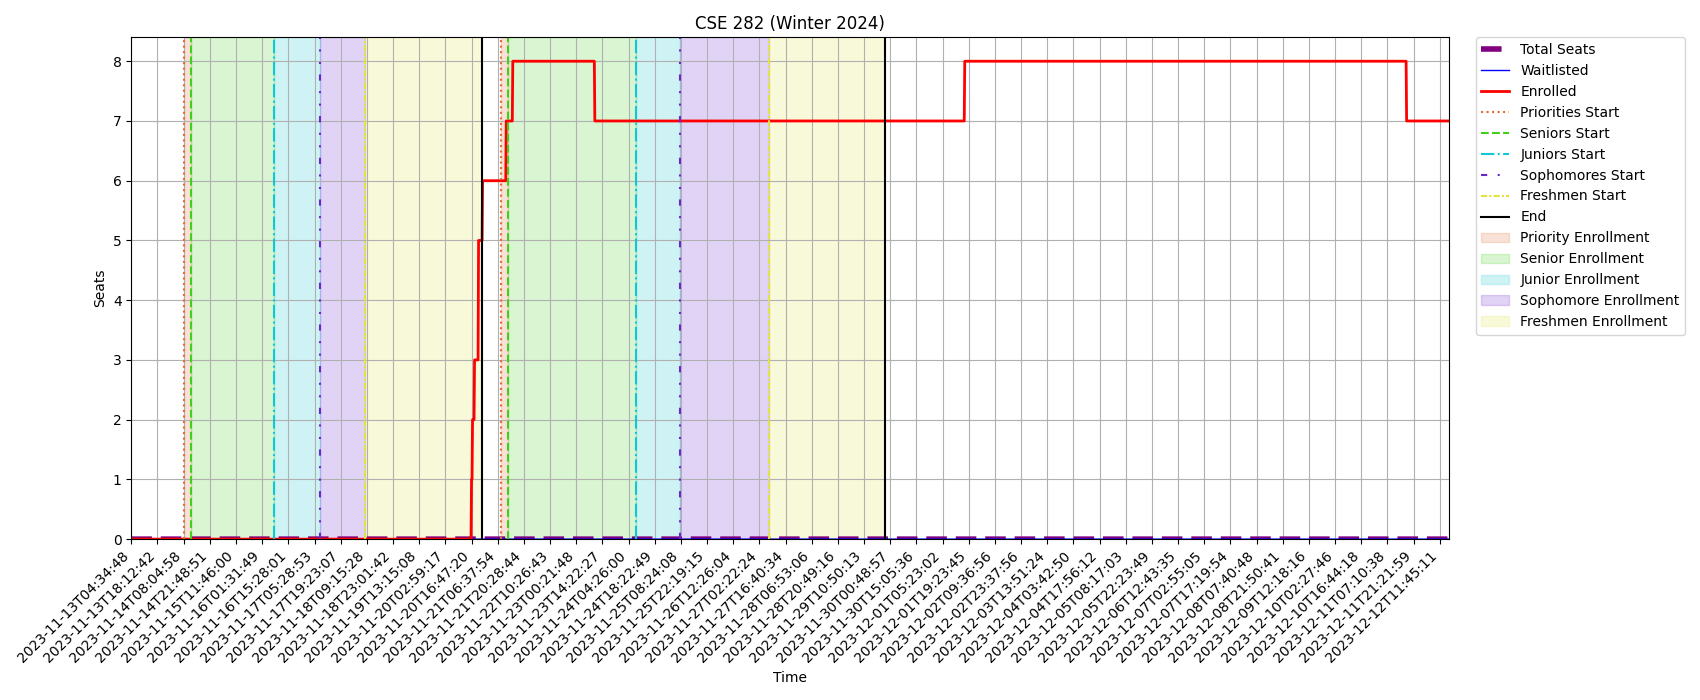 CSE 282 (Winter 2024)
Seats
8
7
6
5
4
3
2
1
0
2023-11-13T04:34:48
2023-11-13T18:12:42
2023-11-14T08:04:58
2023-11-14T21:48:51
2023-11-15T11:46:00
2023-11-16T01:31:49
2023-11-16T15:28:01
2023-11-17T05:28:53
2023-11-17T19:23:07
2023-11-18T09:15:28
2023-11-18T23:01:42
2023-11-19T13:15:08
2023-11-20T02:59:17
2023-11-20T16:47:20
2023-11-21T06:37:54
2023-11-21T20:28:44
2023-11-22T10:26:43
2023-11-23T00:21:48
2023-11-23T14:22:27
2023-11-24T04:26:00
2023-11-24T18:22:49
2023-11-25T08:24:08
2023-11-25T22:19:15
2023-11-26T12:26:04
2023-11-27T02:22:24
2023-11-27T16:40:34
2023-11-28T06:53:06
2023-11-28T20:49:16
2023-11-29T10:50:13
2023-11-30T00:48:57
2023-11-30T15:05:36
2023-12-01T05:23:02
2023-12-01T19:23:45
2023-12-02T09:36:56
2023-12-02T23:37:56
2023-12-03T13:51:24
2023-12-04T03:42:50
2023-12-04T17:56:12
2023-12-05T08:17:03
2023-12-05T22:23:49
2023-12-06T12:43:35
2023-12-07T02:55:05
2023-12-07T17:19:54
2023-12-08T07:40:48
2023-12-08T21:50:41
2023-12-09T12:18:16
2023-12-10T02:27:46
2023-12-10T16:44:18
2023-12-11T07:10:38
2023-12-11T21:21:59
2023-12-12T11:45:11
Time
Total Seats
Waitlisted
Enrolled
Priorities Start
Seniors Start
Juniors Start
Sophomores Start
Freshmen Start
End
Priority Enrollment
Senior Enrollment
Junior Enrollment
Sophomore Enrollment
Freshmen Enrollment